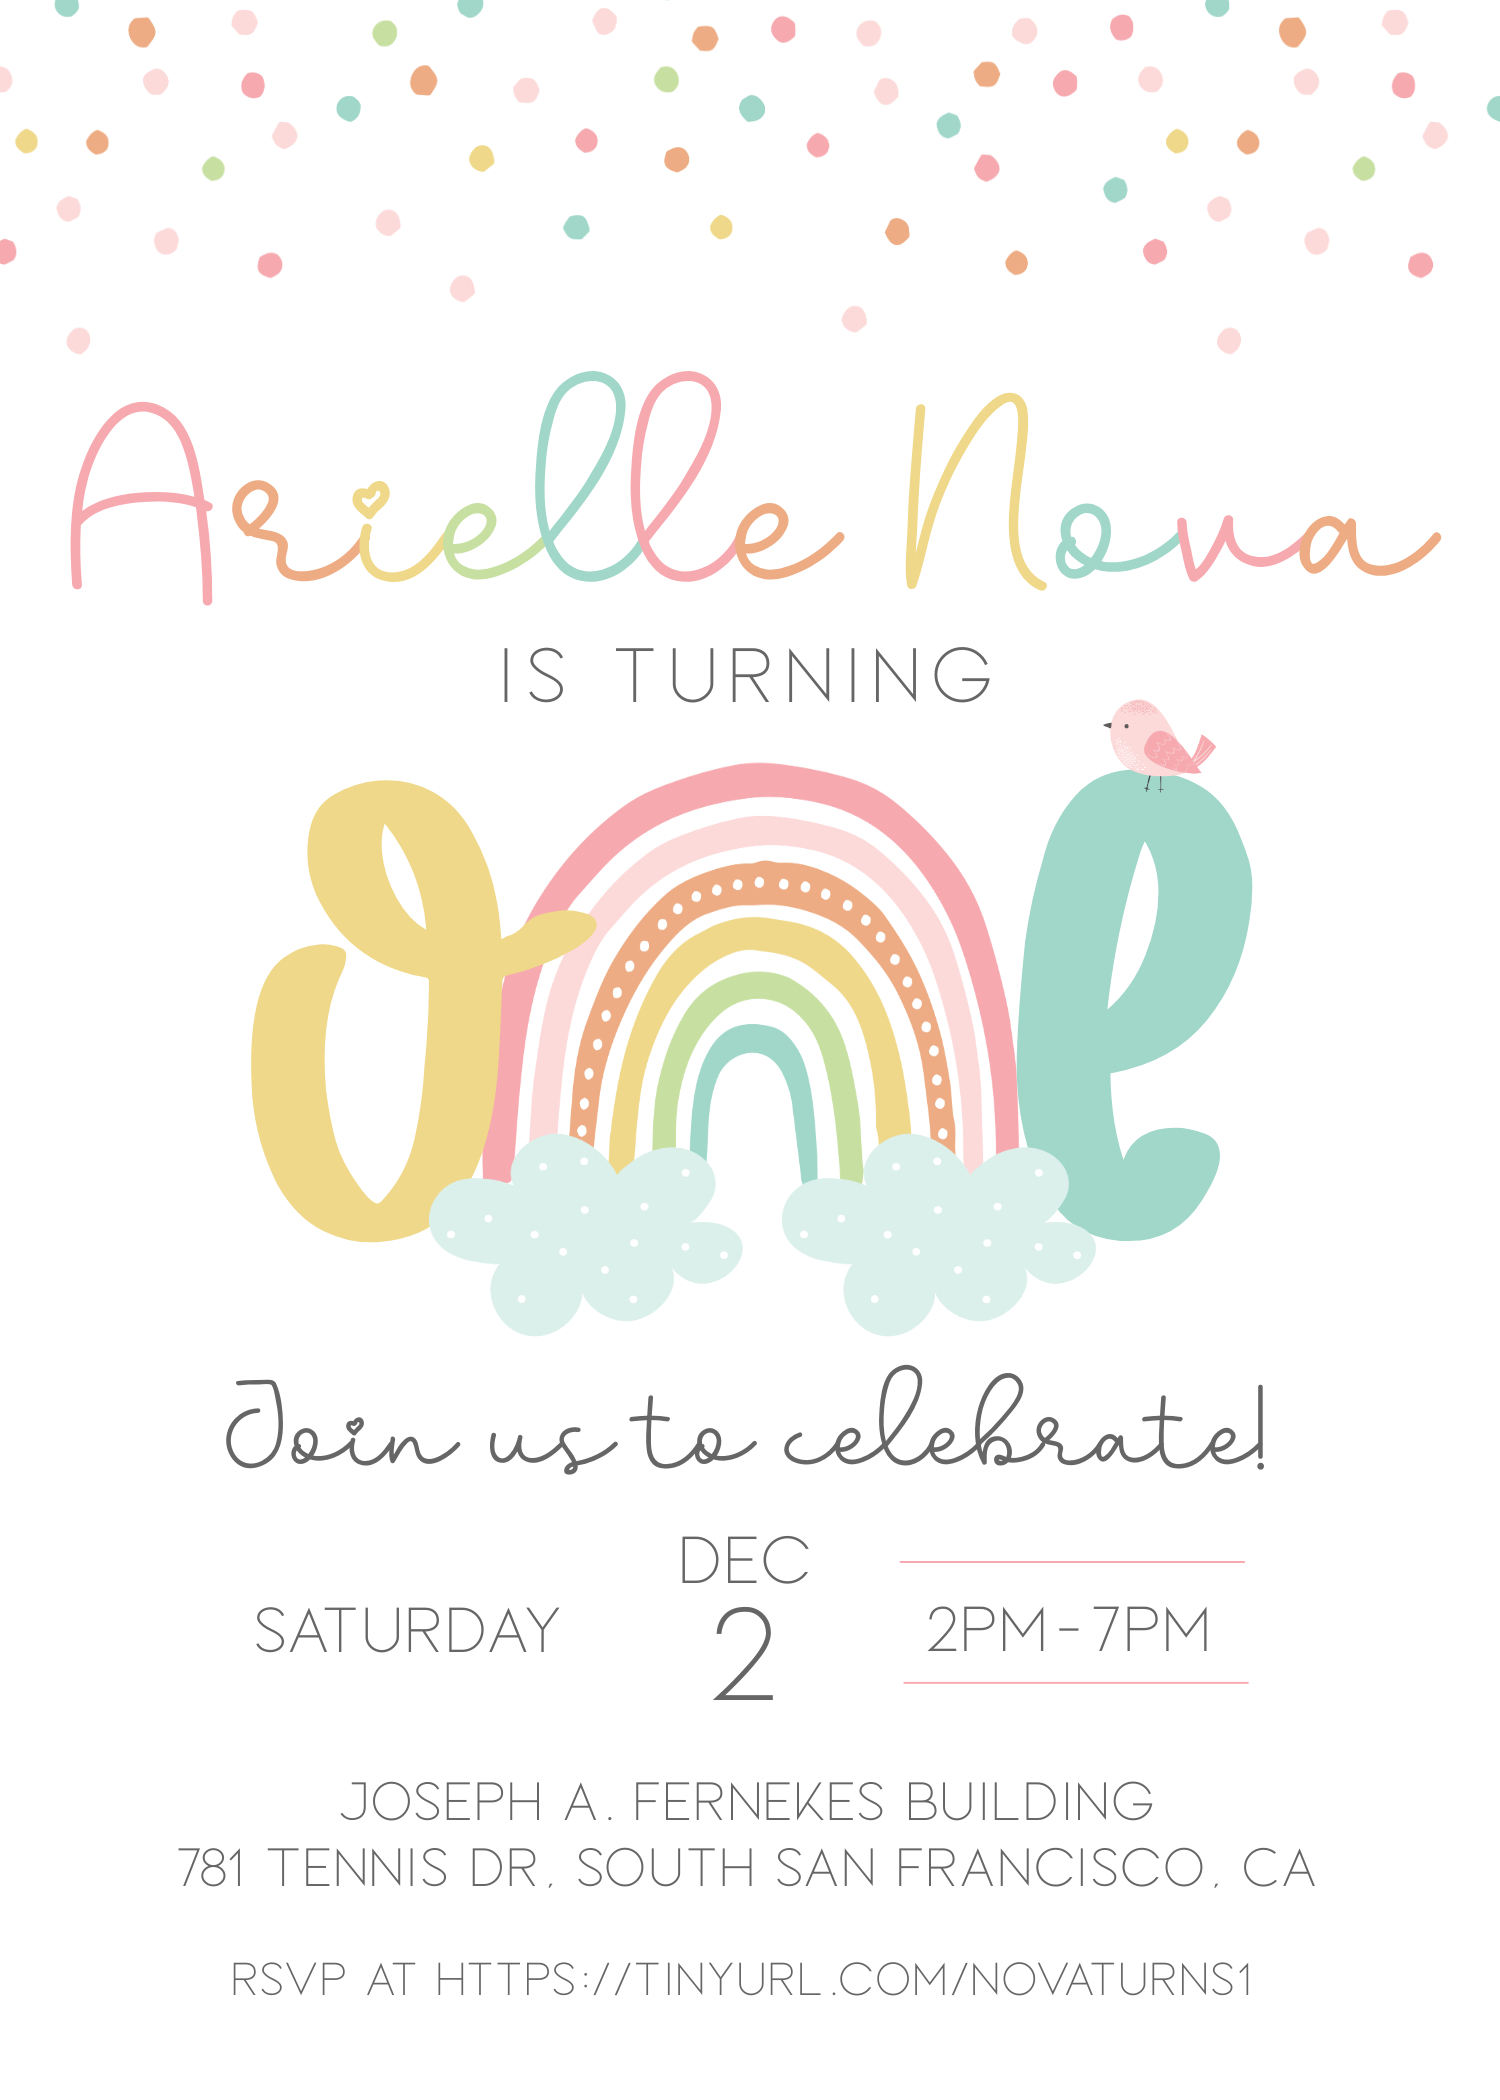 Arielle Nova
IS TURNING
one
Join us to celebrate!
DEC
SATURDAY 2 2PM - 7PM
JOSEPH A. FERNEKES BUILDING
781 TENNIS DR, SOUTH SAN FRANCISCO, CA
RSVP AT HTTPS://TINYURL.COM/NOVATURNS1